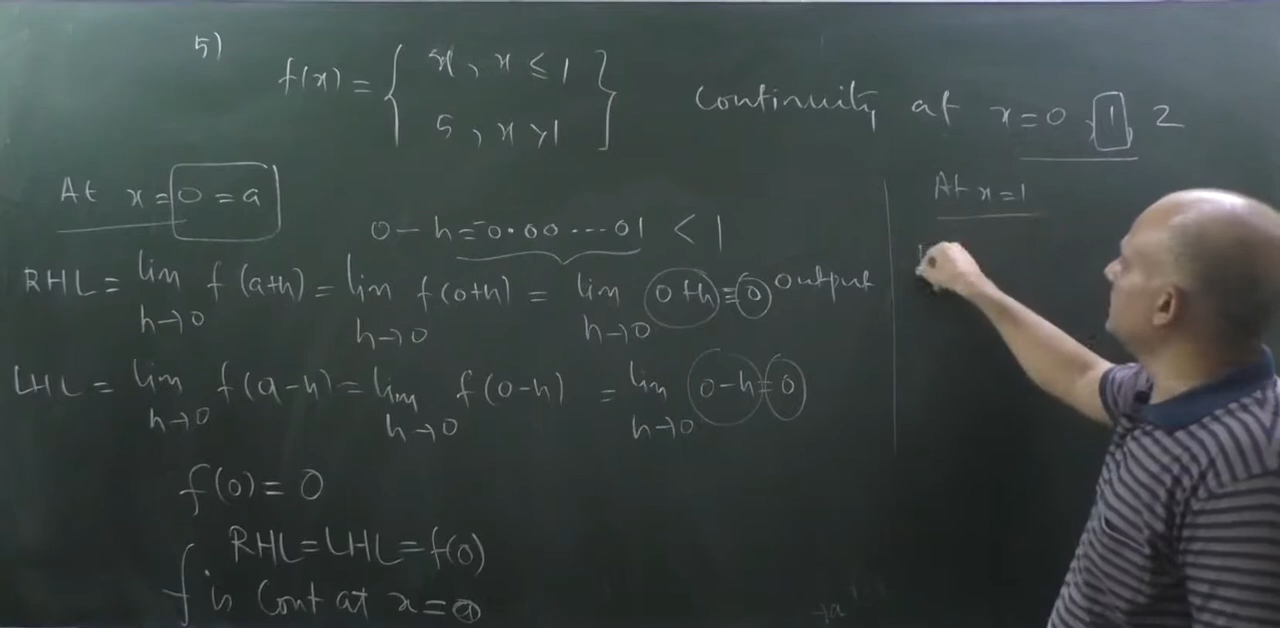 5)
f(x) = { x, x ≤ 1
5, x > 1 }
Continuity at x = 0, 1, 2
At x = 0 = a
0 - h = -0.00...01 < 1
RHL = lim h→0 f(a+h) = lim h→0 f(0+h) = lim h→0 0+h = 0 output
LHL = lim h→0 f(a-h) = lim h→0 f(0-h) = lim h→0 0-h = 0
f(0) = 0
RHL = LHL = f(0)
f is Cont at x = 0
At x = 1